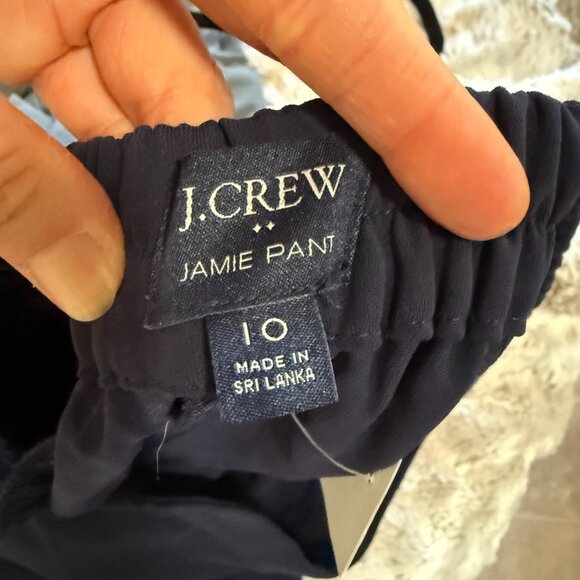 J.CREW
JAMIE PANT
10
MADE IN
SRI LANKA